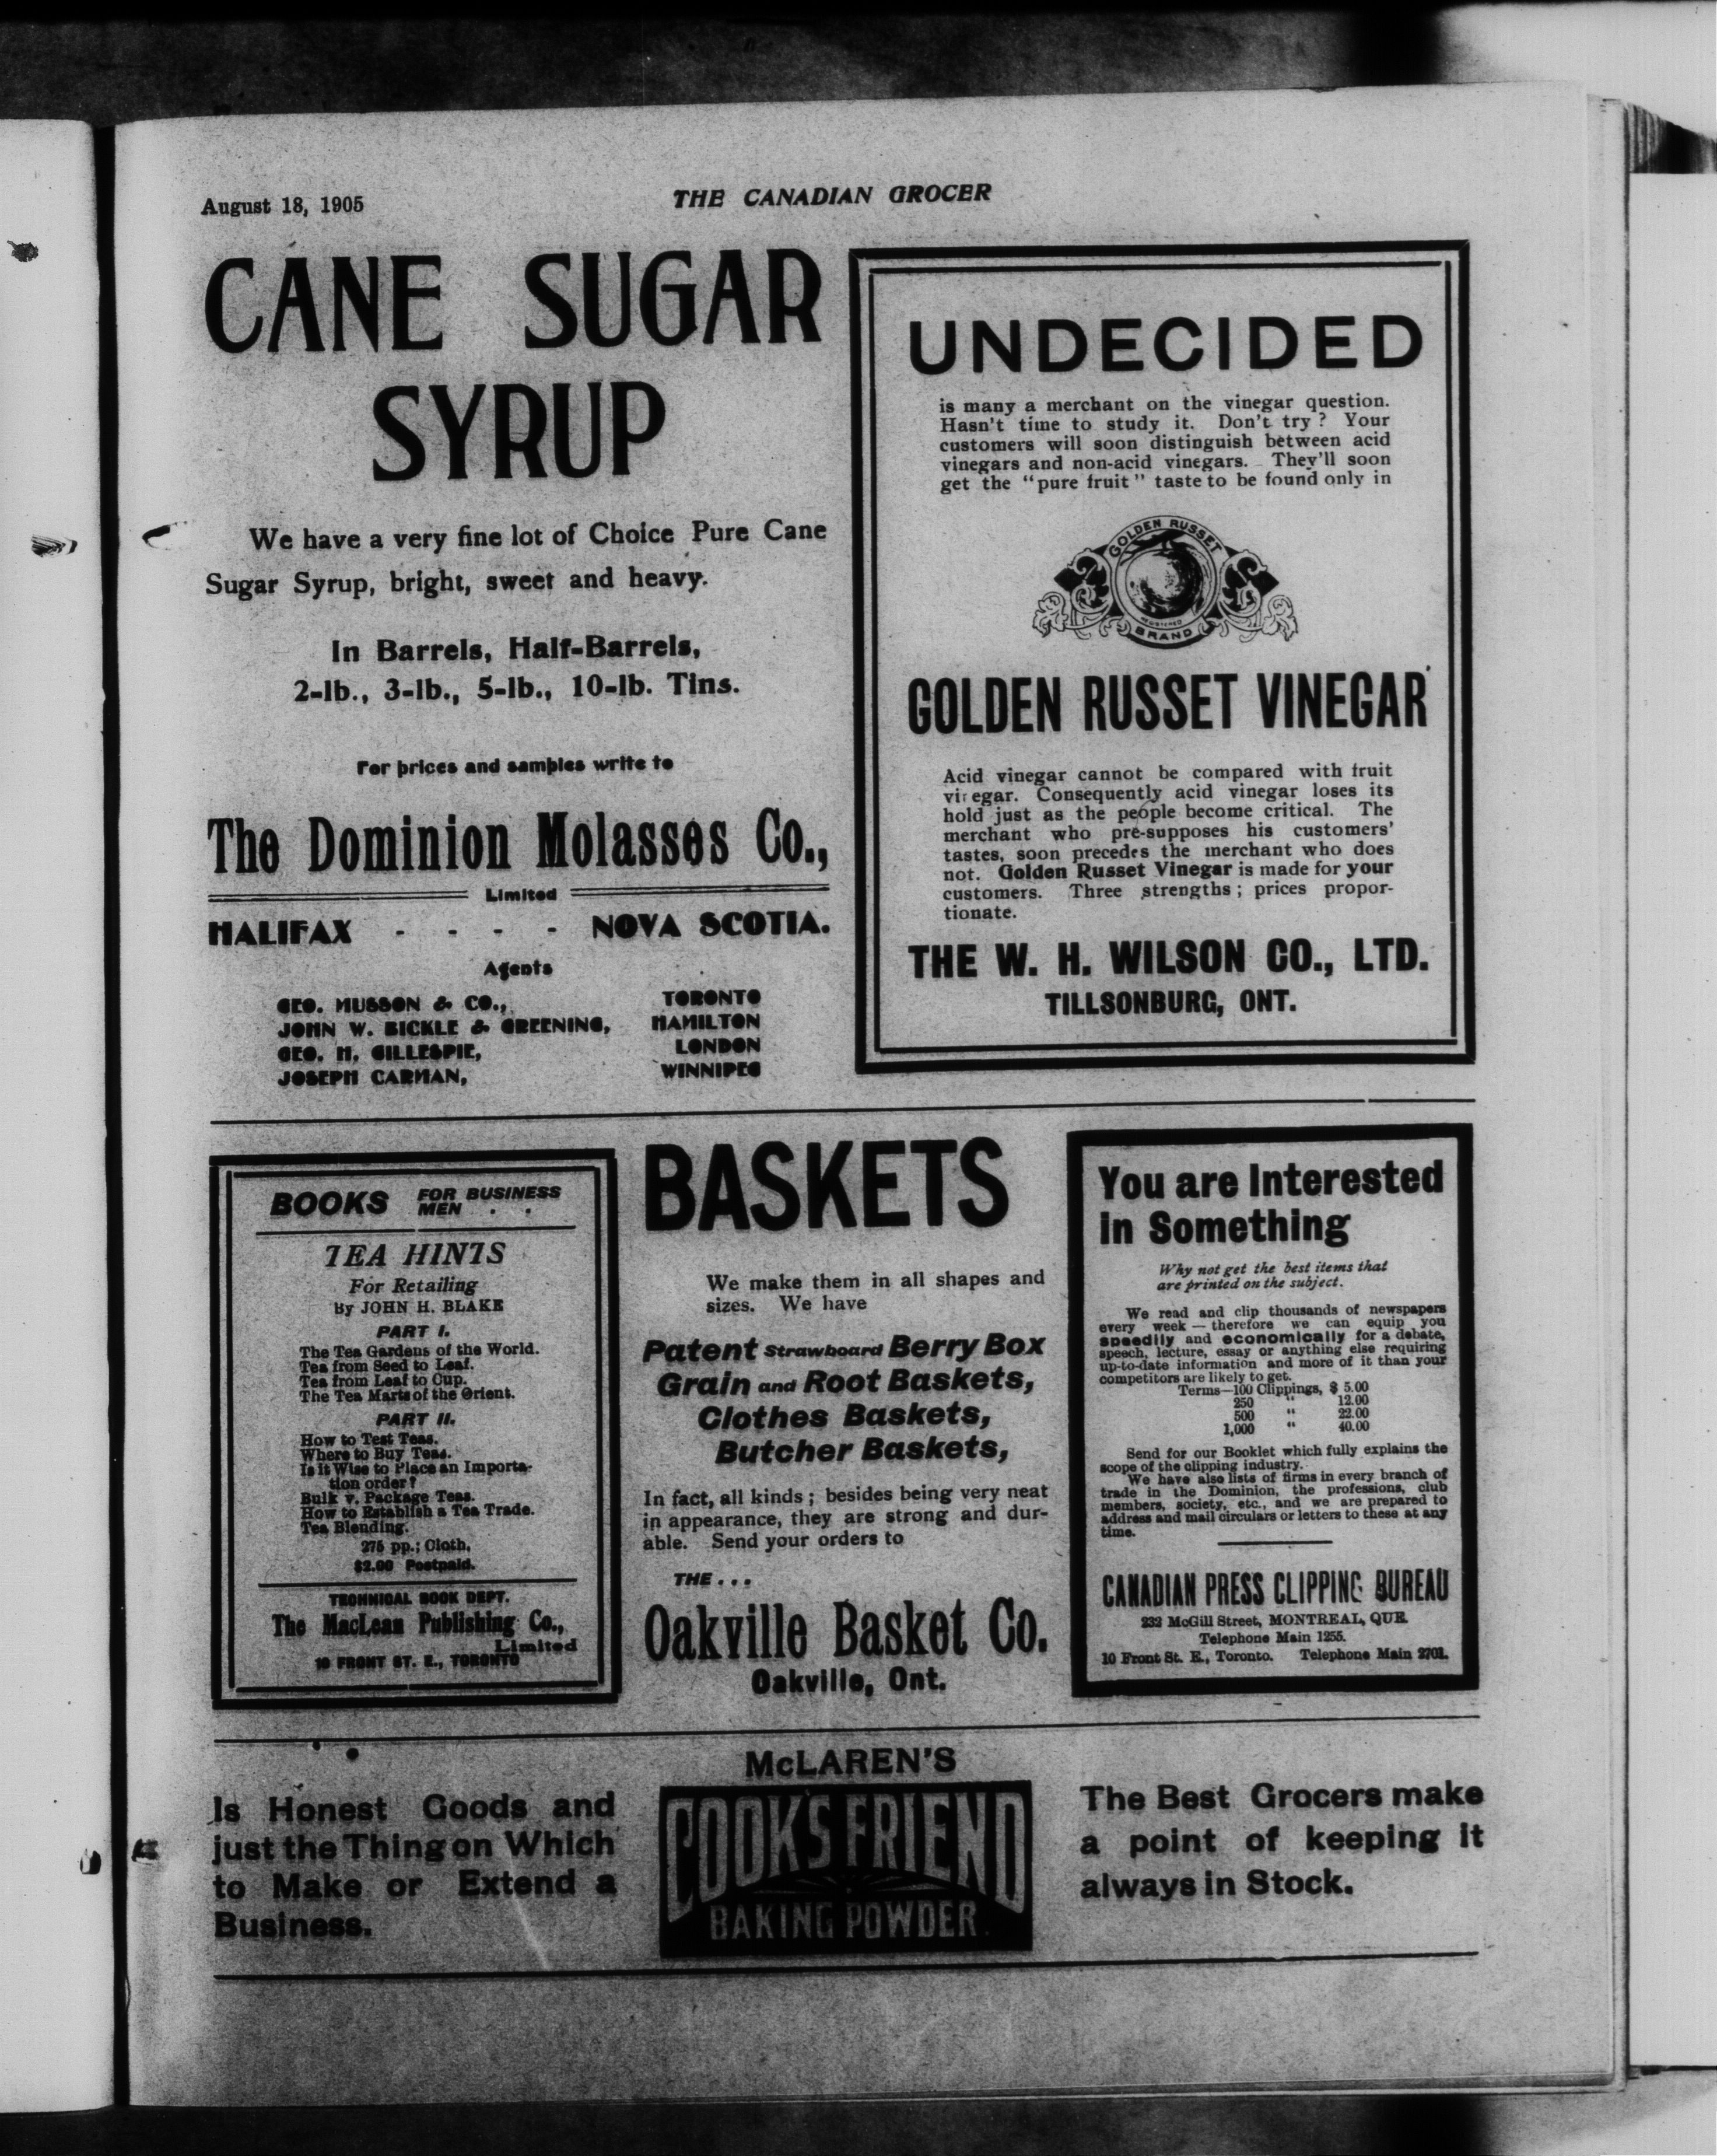 August 18, 1905
THE CANADIAN GROCER
CANE SUGAR
SYRUP
We have a very fine lot of Choice Pure Cane
Sugar Syrup, bright, sweet and heavy.
In Barrels, Half-Barrels,
2-lb., 3-lb., 5-lb., 10-lb. Tins.
For prices and samples write to
The Dominion Molasses Co.,
Limited
HALIFAX - - - - NOVA SCOTIA.
Agents
GEO. MUSSON & CO., TORONTO
JOHN W. BICKLE & GREENING, HAMILTON
GEO. H. GILLESPIE, LONDON
JOSEPH CARMAN, WINNIPEG
UNDECIDED
is many a merchant on the vinegar question.
Hasn't time to study it. Don't try? Your
customers will soon distinguish between acid
vinegars and non-acid vinegars. They'll soon
get the "pure fruit" taste to be found only in
GOLDEN RUSSET
REGISTERED
BRAND
GOLDEN RUSSET VINEGAR
Acid vinegar cannot be compared with fruit
vinegar. Consequently acid vinegar loses its
hold just as the people become critical. The
merchant who pre-supposes his customers'
tastes, soon precedes the merchant who does
not. Golden Russet Vinegar is made for your
customers. Three strengths; prices propor-
tionate.
THE W. H. WILSON CO., LTD.
TILLSONBURG, ONT.
BOOKS FOR BUSINESS
MEN . .
TEA HINTS
For Retailing
By JOHN H. BLAKE
PART I.
The Tea Gardens of the World.
Tea from Seed to Leaf.
Tea from Leaf to Cup.
The Tea Marts of the Orient.
PART II.
How to Test Teas.
Where to Buy Teas.
Is it Wise to Place an Importa-
tion order?
Bulk v. Package Teas.
How to Establish a Tea Trade.
Tea Blending.
275 pp.; Cloth,
$2.00 Postpaid.
TECHNICAL BOOK DEPT.
The MacLean Publishing Co.,
Limited
10 FRONT ST. E., TORONTO
BASKETS
We make them in all shapes and
sizes. We have
Patent Strawboard Berry Box
Grain and Root Baskets,
Clothes Baskets,
Butcher Baskets,
In fact, all kinds; besides being very neat
in appearance, they are strong and dur-
able. Send your orders to
THE...
Oakville Basket Co.
Oakville, Ont.
You are Interested
in Something
Why not get the best items that
are printed on the subject.
We read and clip thousands of newspapers
every week — therefore we can equip you
speedily and economically for a debate,
speech, lecture, essay or anything else requiring
up-to-date information and more of it than your
competitors are likely to get.
Terms—100 Clippings, $ 5.00
250 " 12.00
500 " 22.00
1,000 " 40.00
Send for our Booklet which fully explains the
scope of the clipping industry.
We have also lists of firms in every branch of
trade in the Dominion, the professions, club
members, society, etc., and we are prepared to
address and mail circulars or letters to these at any
time.
CANADIAN PRESS CLIPPING BUREAU
232 McGill Street, MONTREAL, QUE.
Telephone Main 1255.
10 Front St. E., Toronto. Telephone Main 2701.
Is Honest Goods and
just the Thing on Which
to Make or Extend a
Business.
McLAREN'S
COOKS FRIEND
BAKING POWDER
The Best Grocers make
a point of keeping it
always in Stock.